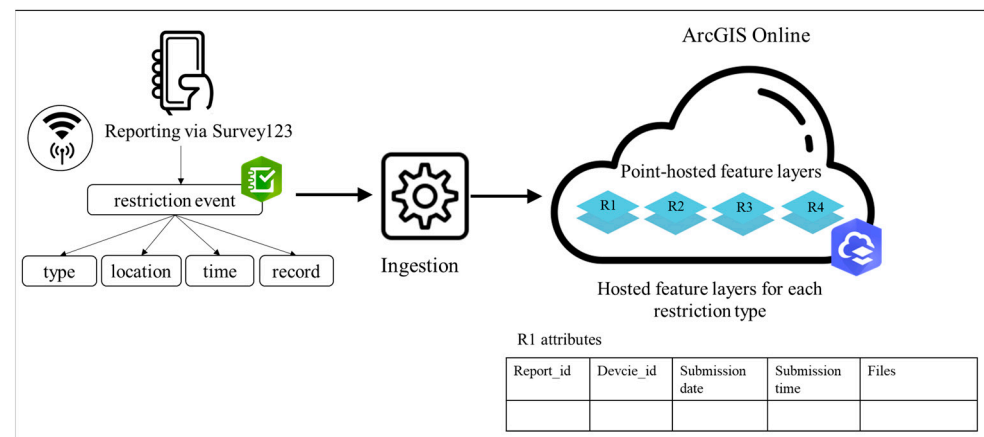 ArcGIS Online
Reporting via Survey123
restriction event
type
location
time
record
Ingestion
Point-hosted feature layers
R1
R2
R3
R4
Hosted feature layers for each
restriction type
R1 attributes
Report_id
Devcie_id
Submission
date
Submission
time
Files